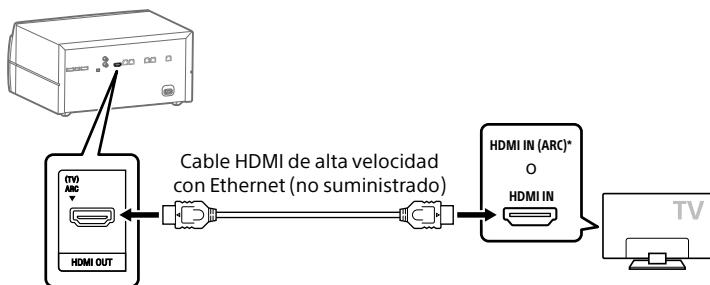 (TV)
ARC
HDMI OUT
Cable HDMI de alta velocidad
con Ethernet (no suministrado)
HDMI IN (ARC)*
O
HDMI IN
TV